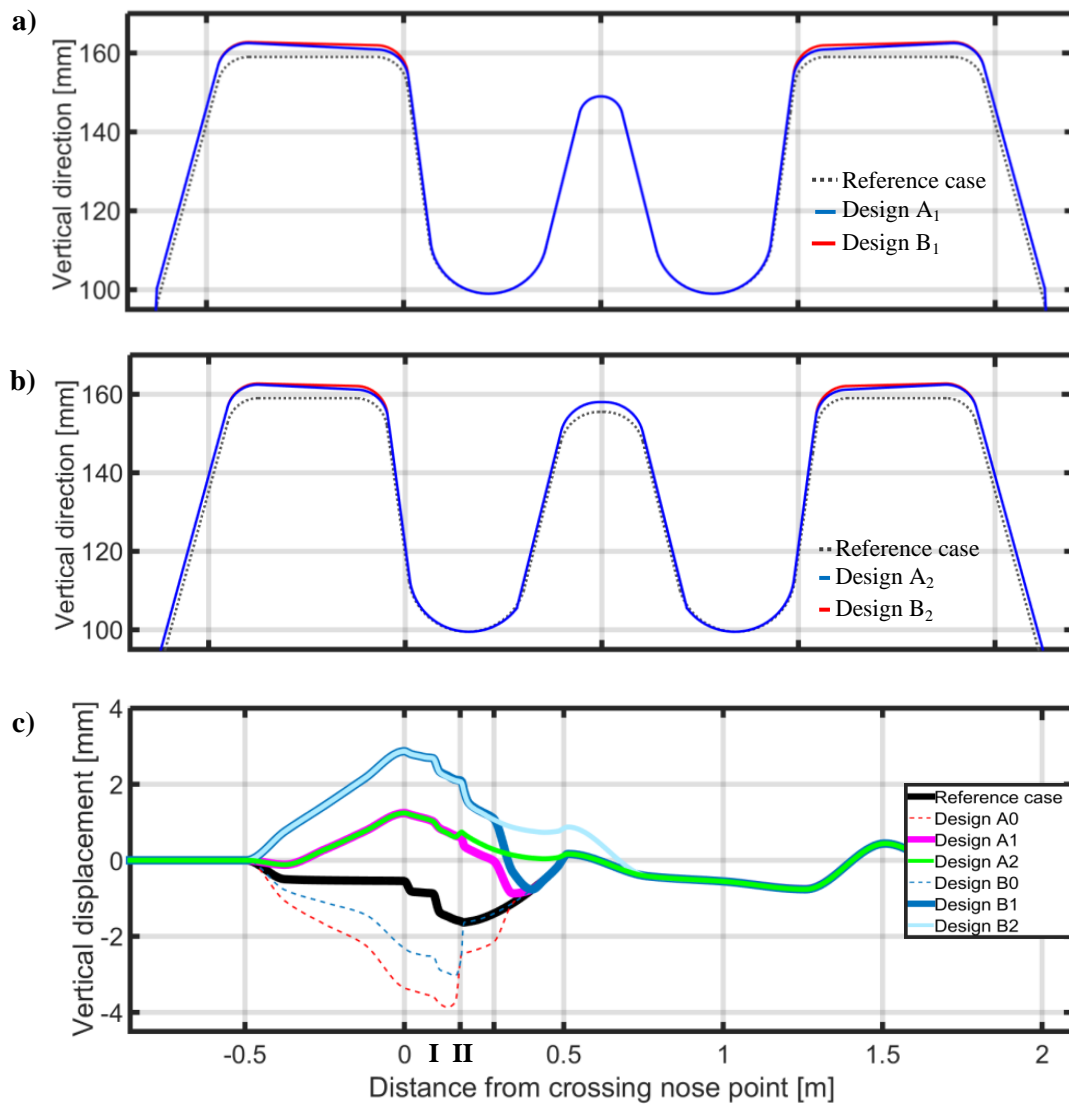 a)
Vertical direction [mm]
160
140
120
100
Reference case
Design A1
Design B1
b)
Vertical direction [mm]
160
140
120
100
Reference case
Design A2
Design B2
c)
Vertical displacement [mm]
4
2
0
-2
-4
Reference case
Design A0
Design A1
Design A2
Design B0
Design B1
Design B2
-0.5 0 I II 0.5 1 1.5 2
Distance from crossing nose point [m]